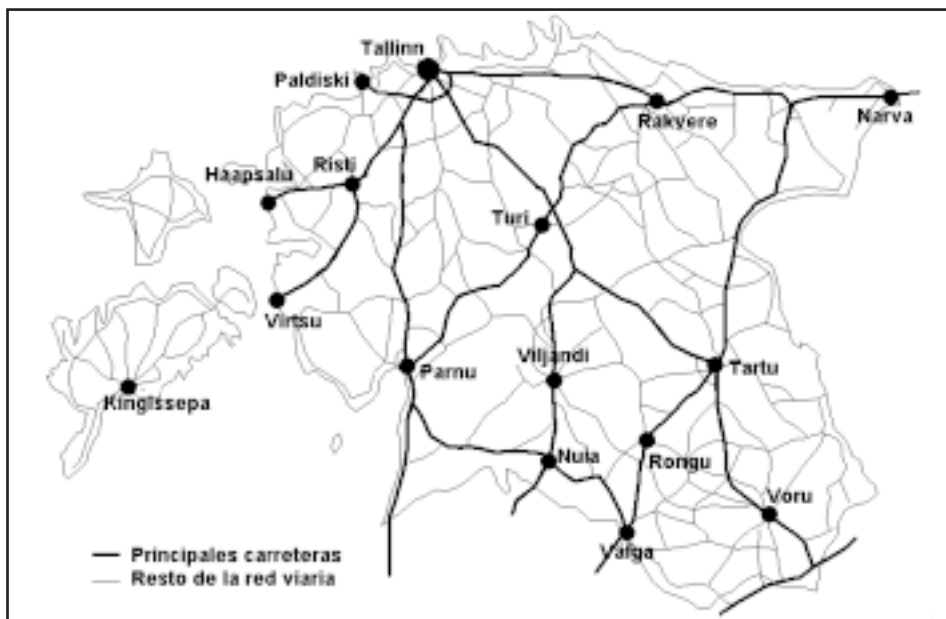 Tallinn
Paldiski
Rakvere
Narva
Haapsalu
Risti
Turi
Virtsu
Parnu
Viljandi
Tartu
Kingissepa
Nuia
Rongu
Voru
Valga
Principales carreteras
Resto de la red viaria